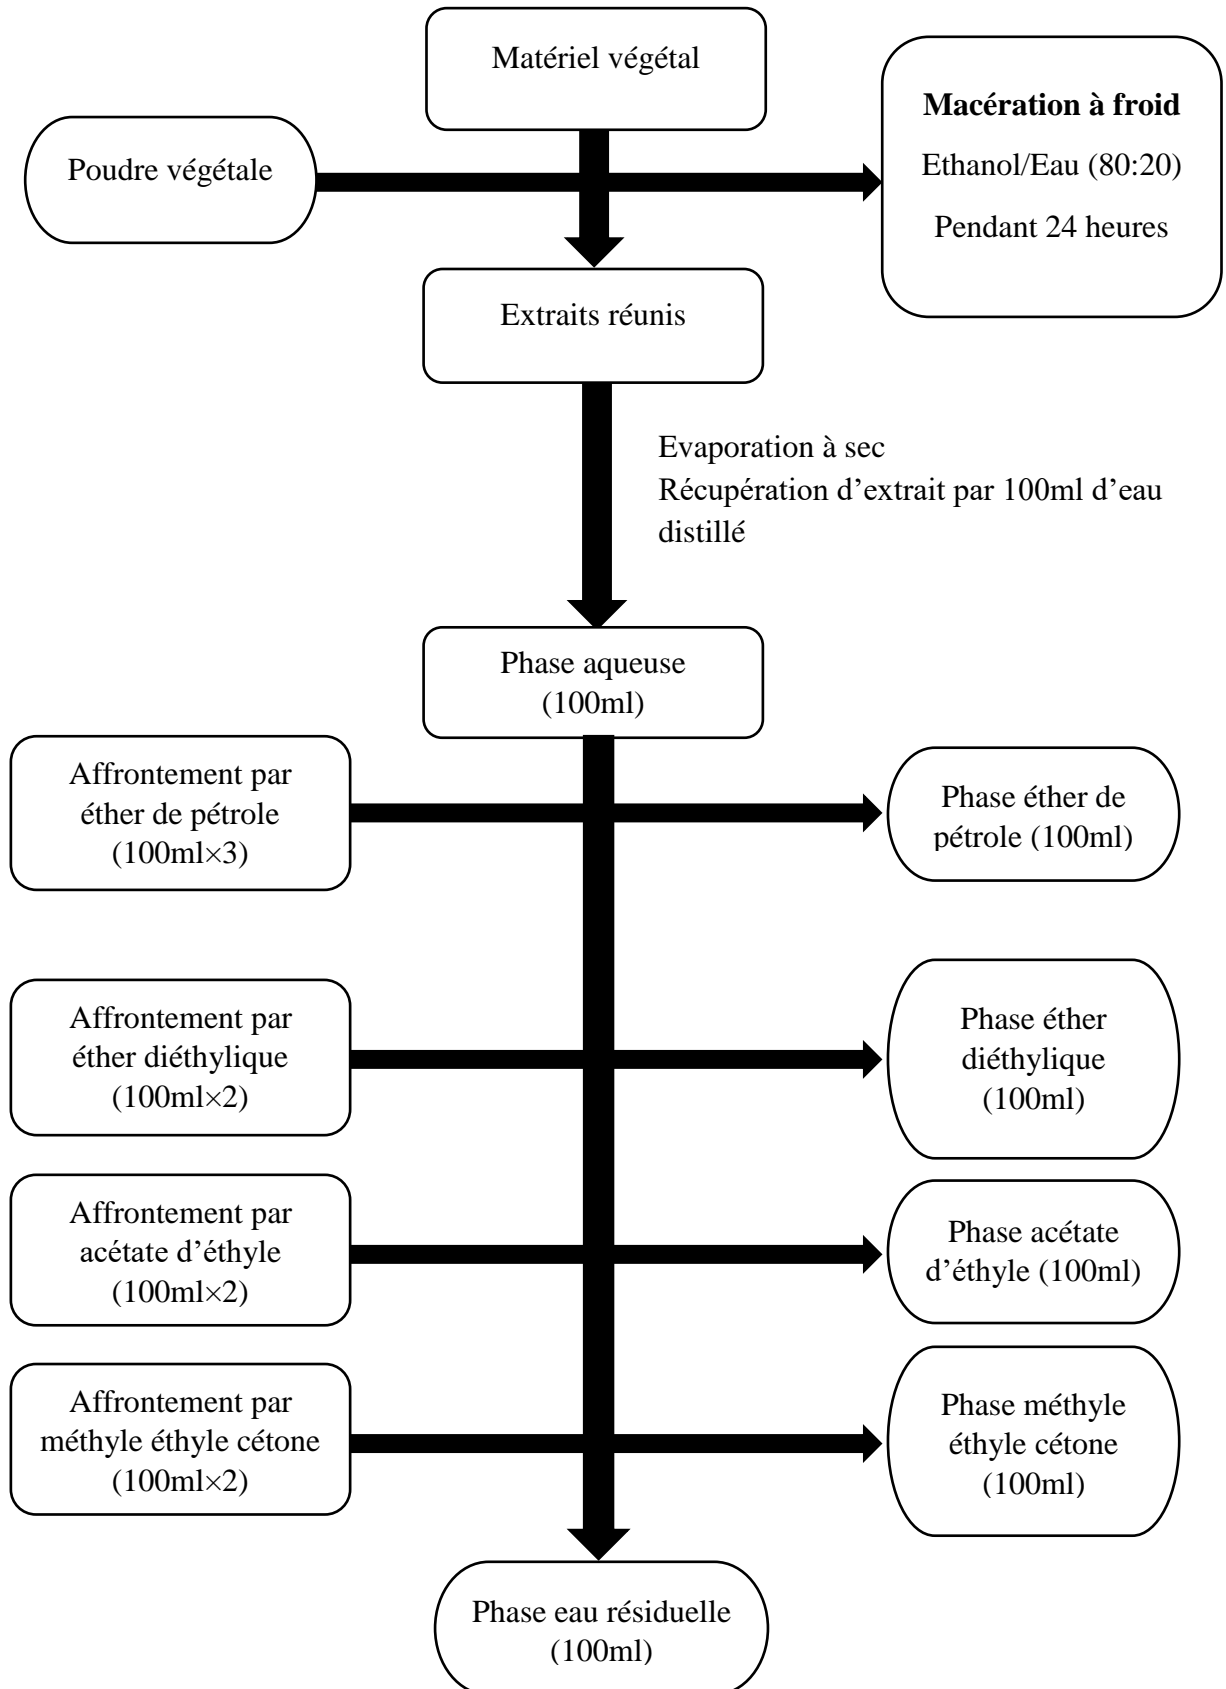 Matériel végétal
Macération à froid
Ethanol/Eau (80:20)
Pendant 24 heures
Poudre végétale
Extraits réunis
Evaporation à sec
Récupération d’extrait par 100ml d’eau
distillé
Phase aqueuse
(100ml)
Affrontement par
éther de pétrole
(100ml×3)
Phase éther de
pétrole (100ml)
Affrontement par
éther diéthylique
(100ml×2)
Phase éther
diéthylique
(100ml)
Affrontement par
acétate d’éthyle
(100ml×2)
Phase acétate
d’éthyle (100ml)
Affrontement par
méthyle éthyle cétone
(100ml×2)
Phase méthyle
éthyle cétone
(100ml)
Phase eau résiduelle
(100ml)